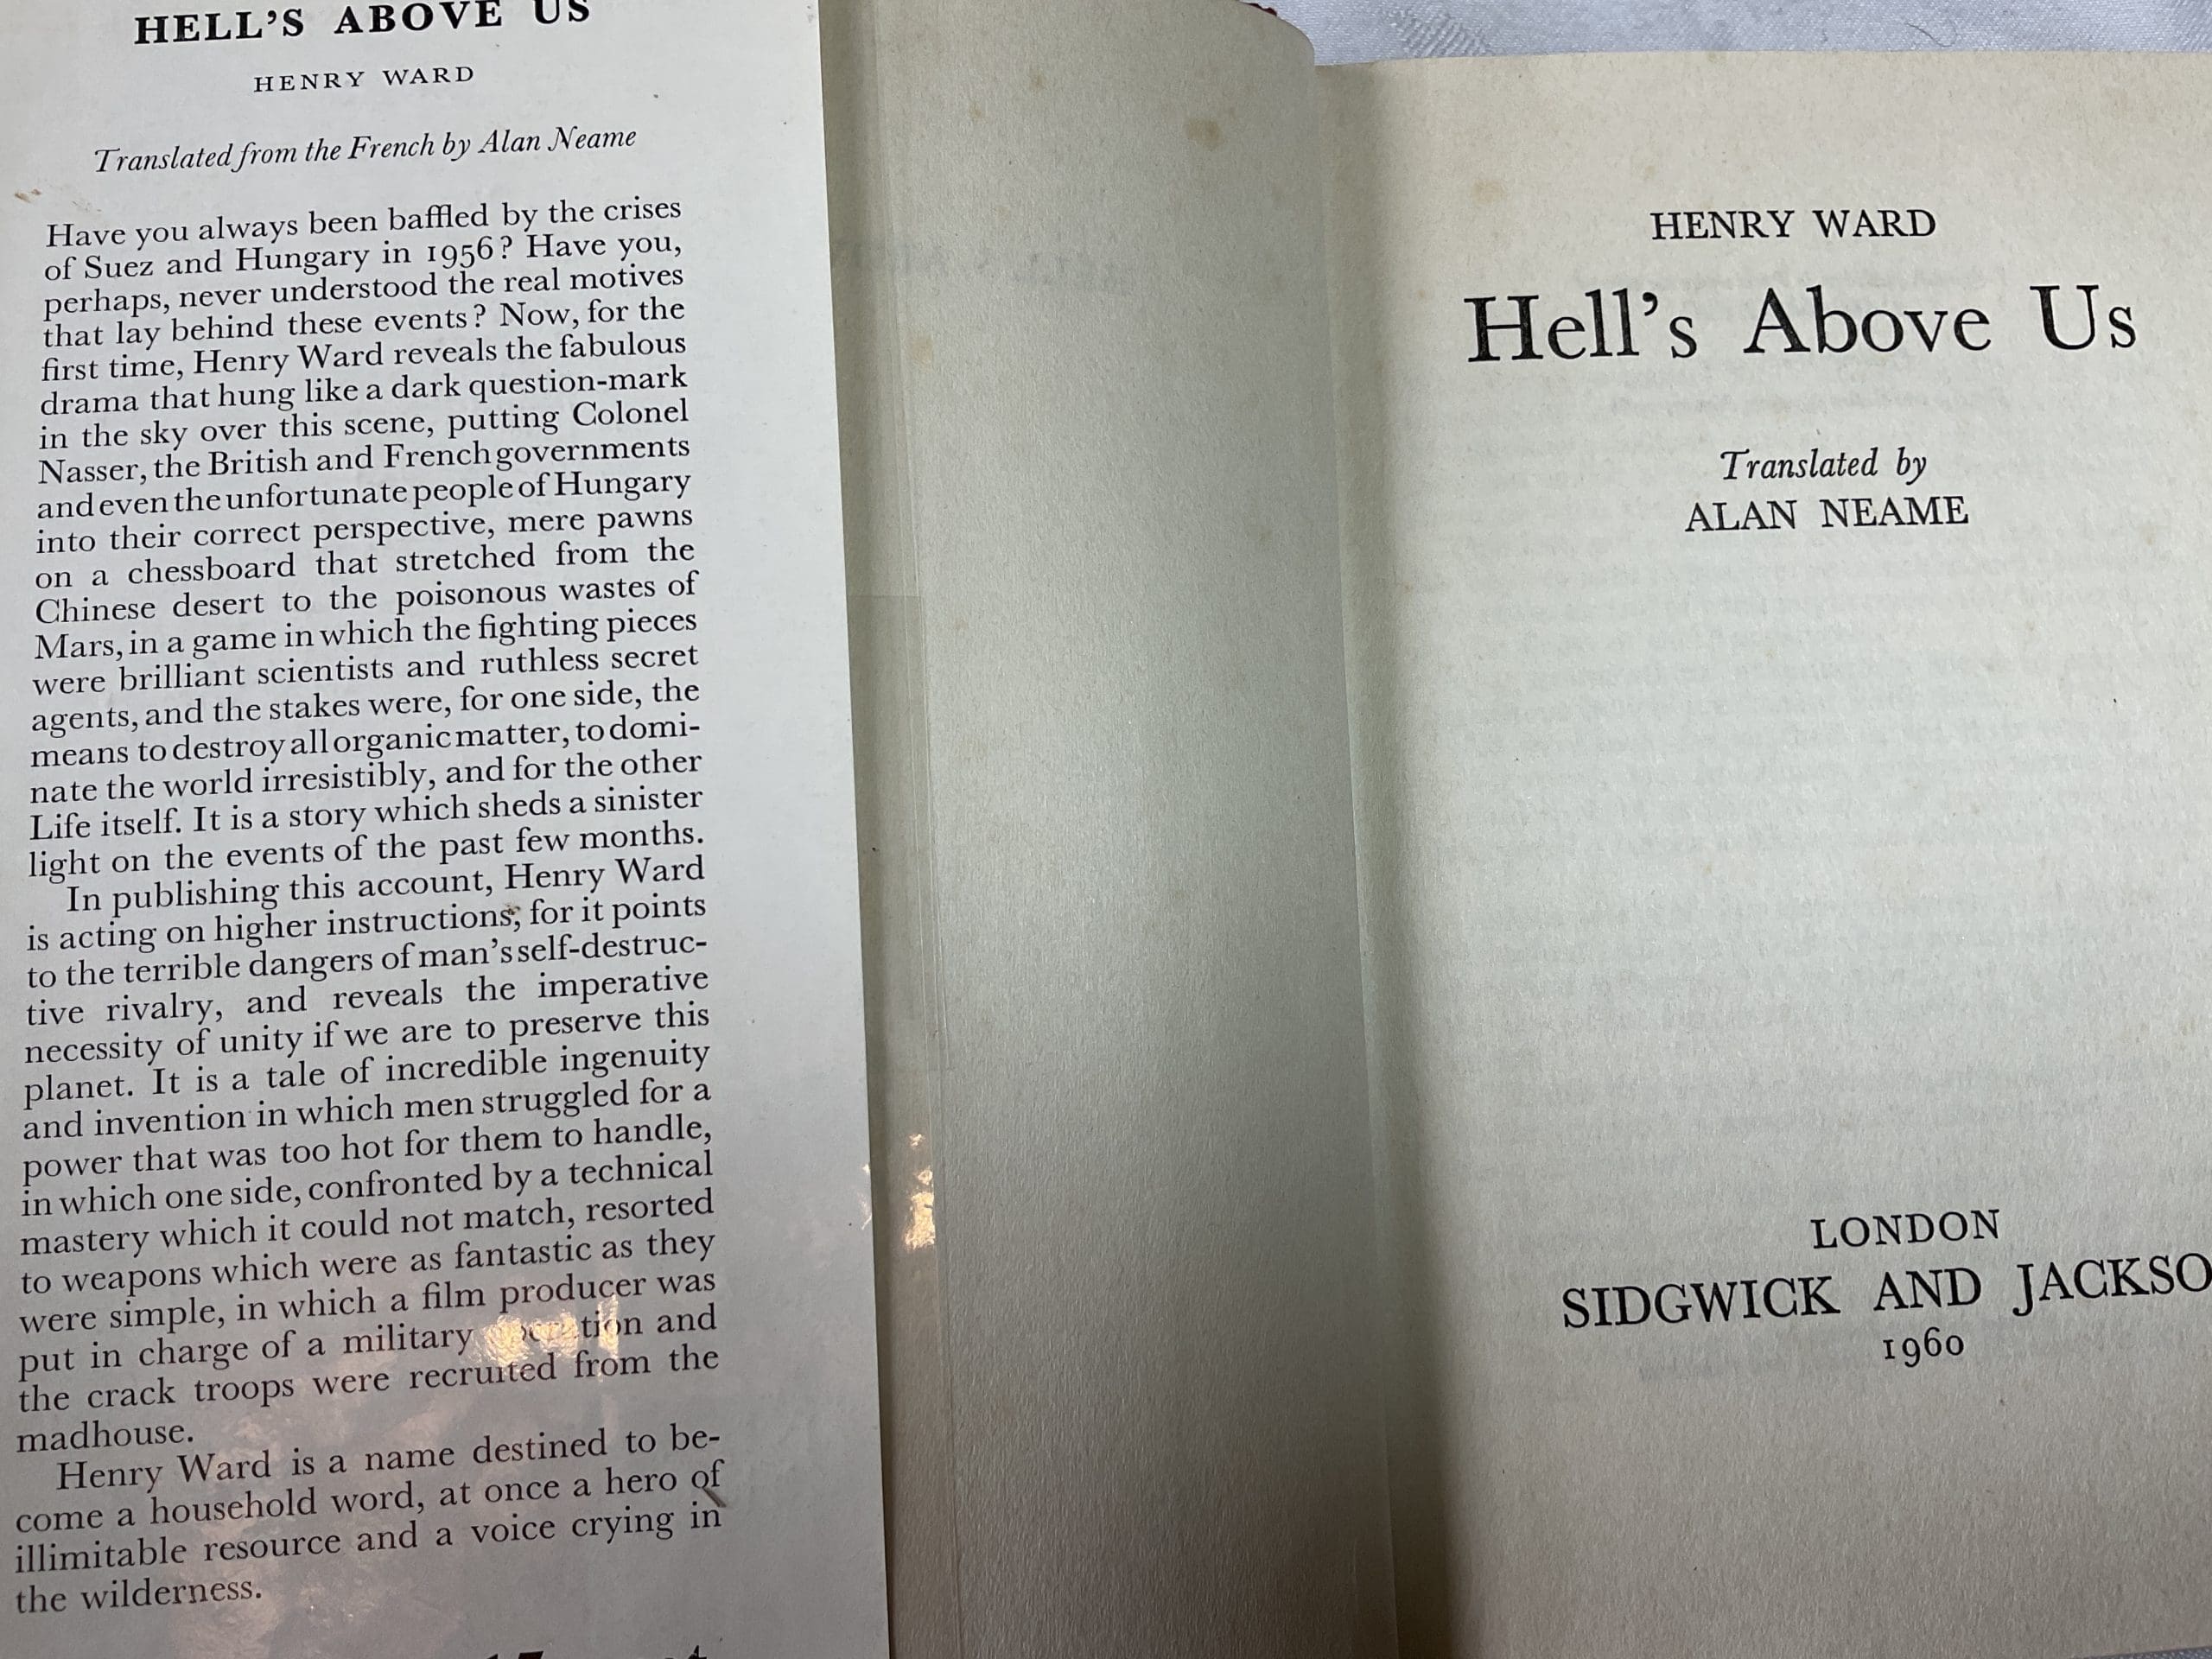 HELL'S ABOVE US
HENRY WARD
Translated from the French by Alan Neame
Have you always been baffled by the crises
of Suez and Hungary in 1956? Have you,
perhaps, never understood the real motives
that lay behind these events? Now, for the
first time, Henry Ward reveals the fabulous
drama that hung like a dark question-mark
in the sky over this scene, putting Colonel
Nasser, the British and French governments
and even the unfortunate people of Hungary
into their correct perspective, mere pawns
on a chessboard that stretched from the
Chinese desert to the poisonous wastes of
Mars, in a game in which the fighting pieces
were brilliant scientists and ruthless secret
agents, and the stakes were, for one side, the
means to destroy all organic matter, to domi-
nate the world irresistibly, and for the other
Life itself. It is a story which sheds a sinister
light on the events of the past few months.
In publishing this account, Henry Ward
is acting on higher instructions, for it points
to the terrible dangers of man's self-destruc-
tive rivalry, and reveals the imperative
necessity of unity if we are to preserve this
planet. It is a tale of incredible ingenuity
and invention in which men struggled for a
power that was too hot for them to handle,
in which one side, confronted by a technical
mastery which it could not match, resorted
to weapons which were as fantastic as they
were simple, in which a film producer was
put in charge of a military operation and
the crack troops were recruited from the
madhouse.
Henry Ward is a name destined to be-
come a household word, at once a hero of
illimitable resource and a voice crying in
the wilderness.
HENRY WARD
Hell's Above Us
Translated by
ALAN NEAME
LONDON
SIDGWICK AND JACKSO
1960